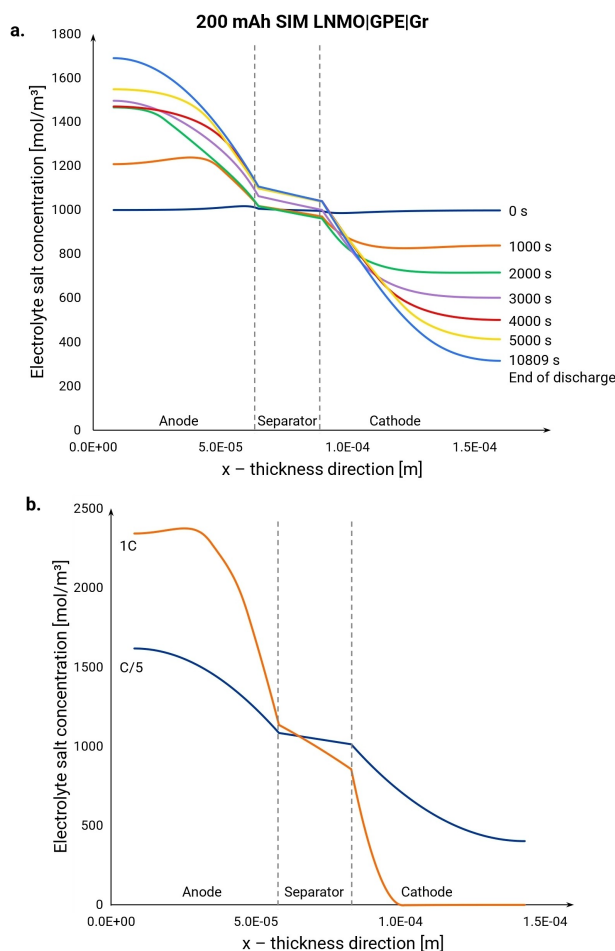 200 mAh SIM LNMO|GPE|Gr
a.
Electrolyte salt concentration [mol/m³]
1800
1600
1400
1200
1000
800
600
400
200
0
0 s
1000 s
2000 s
3000 s
4000 s
5000 s
10809 s
End of discharge
Anode
Separator
Cathode
0.0E+00
5.0E-05
1.0E-04
1.5E-04
x – thickness direction [m]
b.
Electrolyte salt concentration [mol/m³]
2500
2000
1500
1000
500
0
1C
C/5
Anode
Separator
Cathode
0.0E+00
5.0E-05
1.0E-04
1.5E-04
x – thickness direction [m]